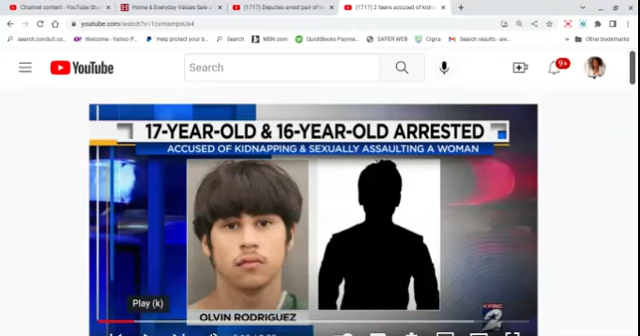 Channel content - YouTube Stu
Home & Everyday Values Sale a
(1717) Deputies arrest pair of t
(1717) 2 teens accused of kidn
youtube.com/watch?v=1cvmampsUx4
search.conduit.co...
Welcome - Yahoo P...
Help protect your b...
Search
MSN.com
QuickBooks Payme...
SAFER WEB
Cigna
Search results - ale...
Other bookmarks
YouTube
Search
9+
17-YEAR-OLD & 16-YEAR-OLD ARRESTED
ACCUSED OF KIDNAPPING & SEXUALLY ASSAULTING A WOMAN
Play (k)
OLVIN RODRIGUEZ
KPRC
2